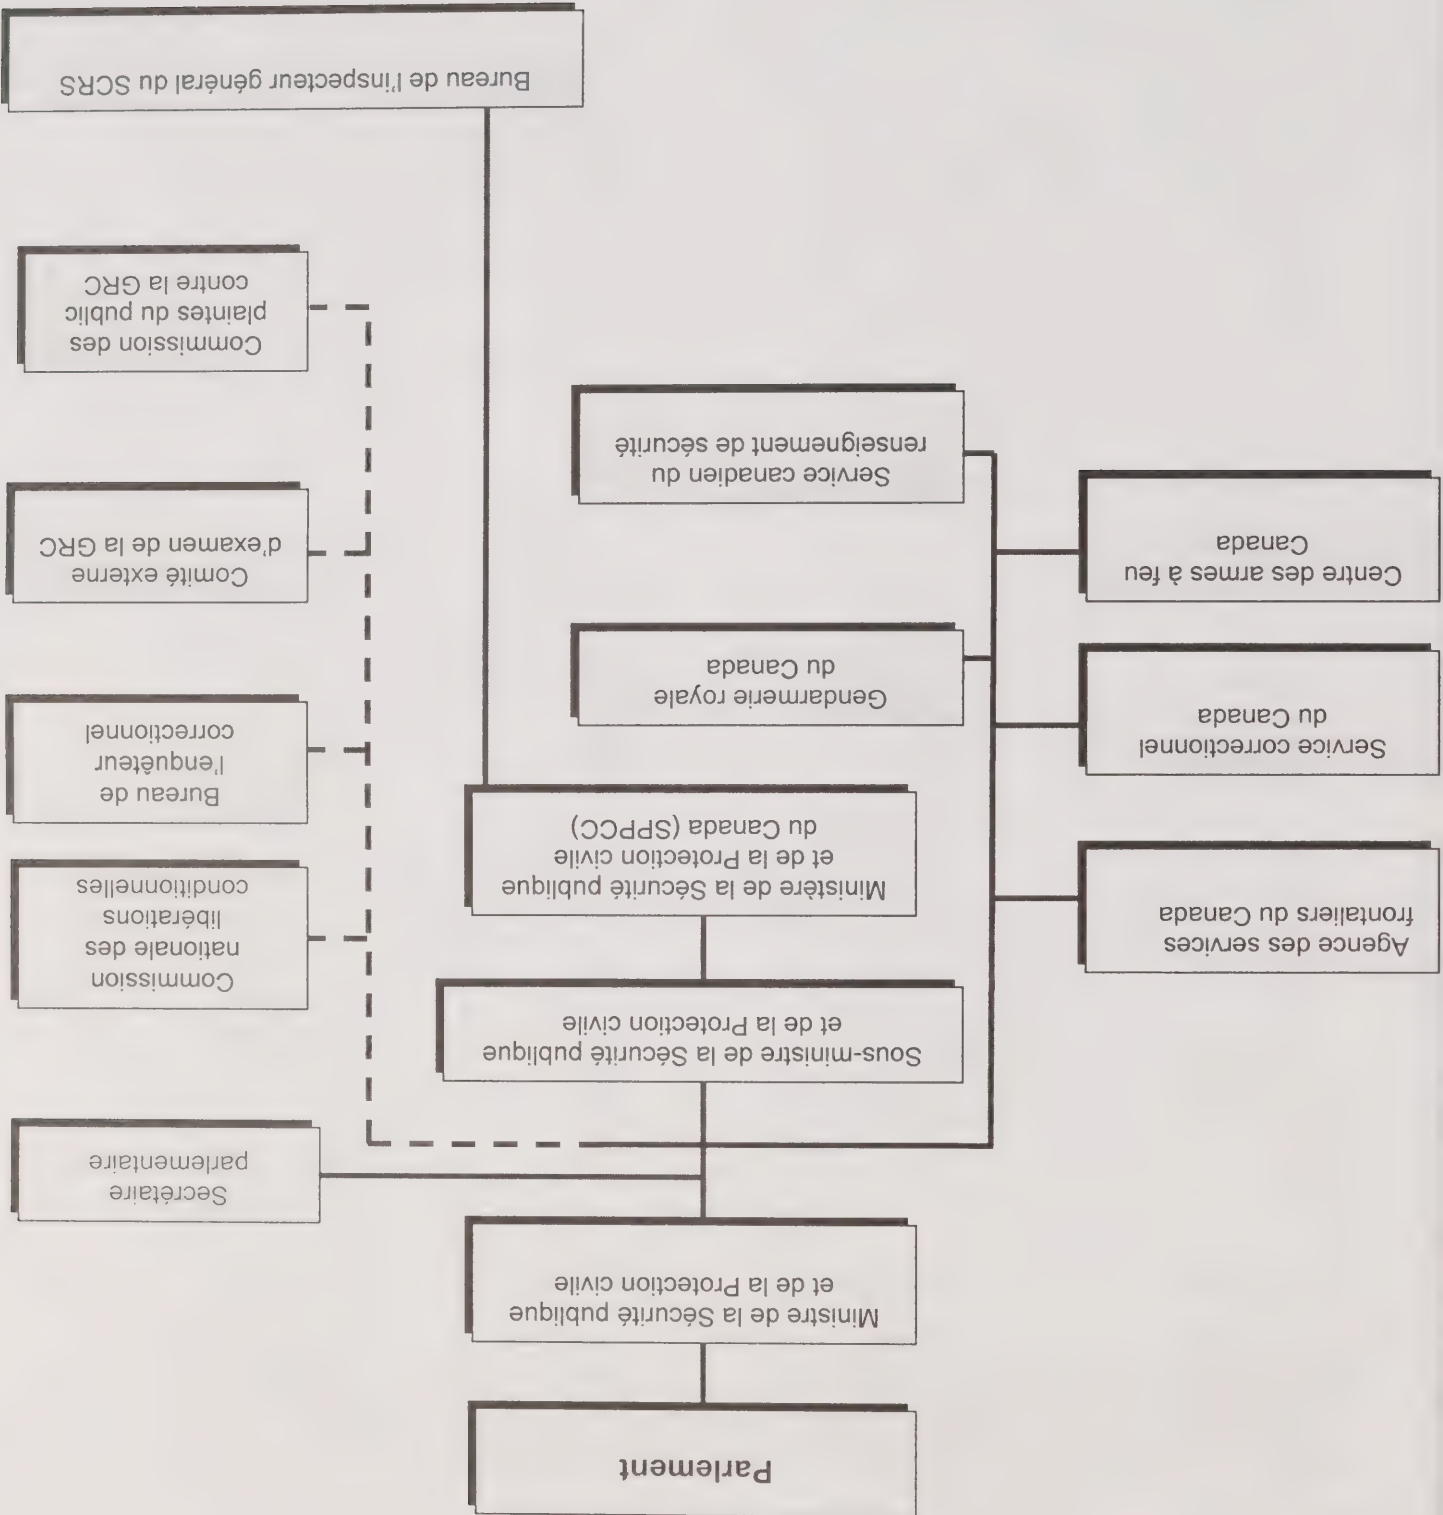 Parlement
Ministre de la Sécurité publique
et de la Protection civile
Secrétaire
parlementaire
Sous-ministre de la Sécurité publique
et de la Protection civile
Ministère de la Sécurité publique
et de la Protection civile
du Canada (SPPCC)
Agence des services
frontaliers du Canada
Service correctionnel
du Canada
Centre des armes à feu
Canada
Gendarmerie royale
du Canada
Service canadien du
renseignement de sécurité
Commission
nationale des
libérations
conditionnelles
Bureau de
l'enquêteur
correctionnel
Comité externe
d'examen de la GRC
Commission des
plaintes du public
contre la GRC
Bureau de l'inspecteur général du SCRS